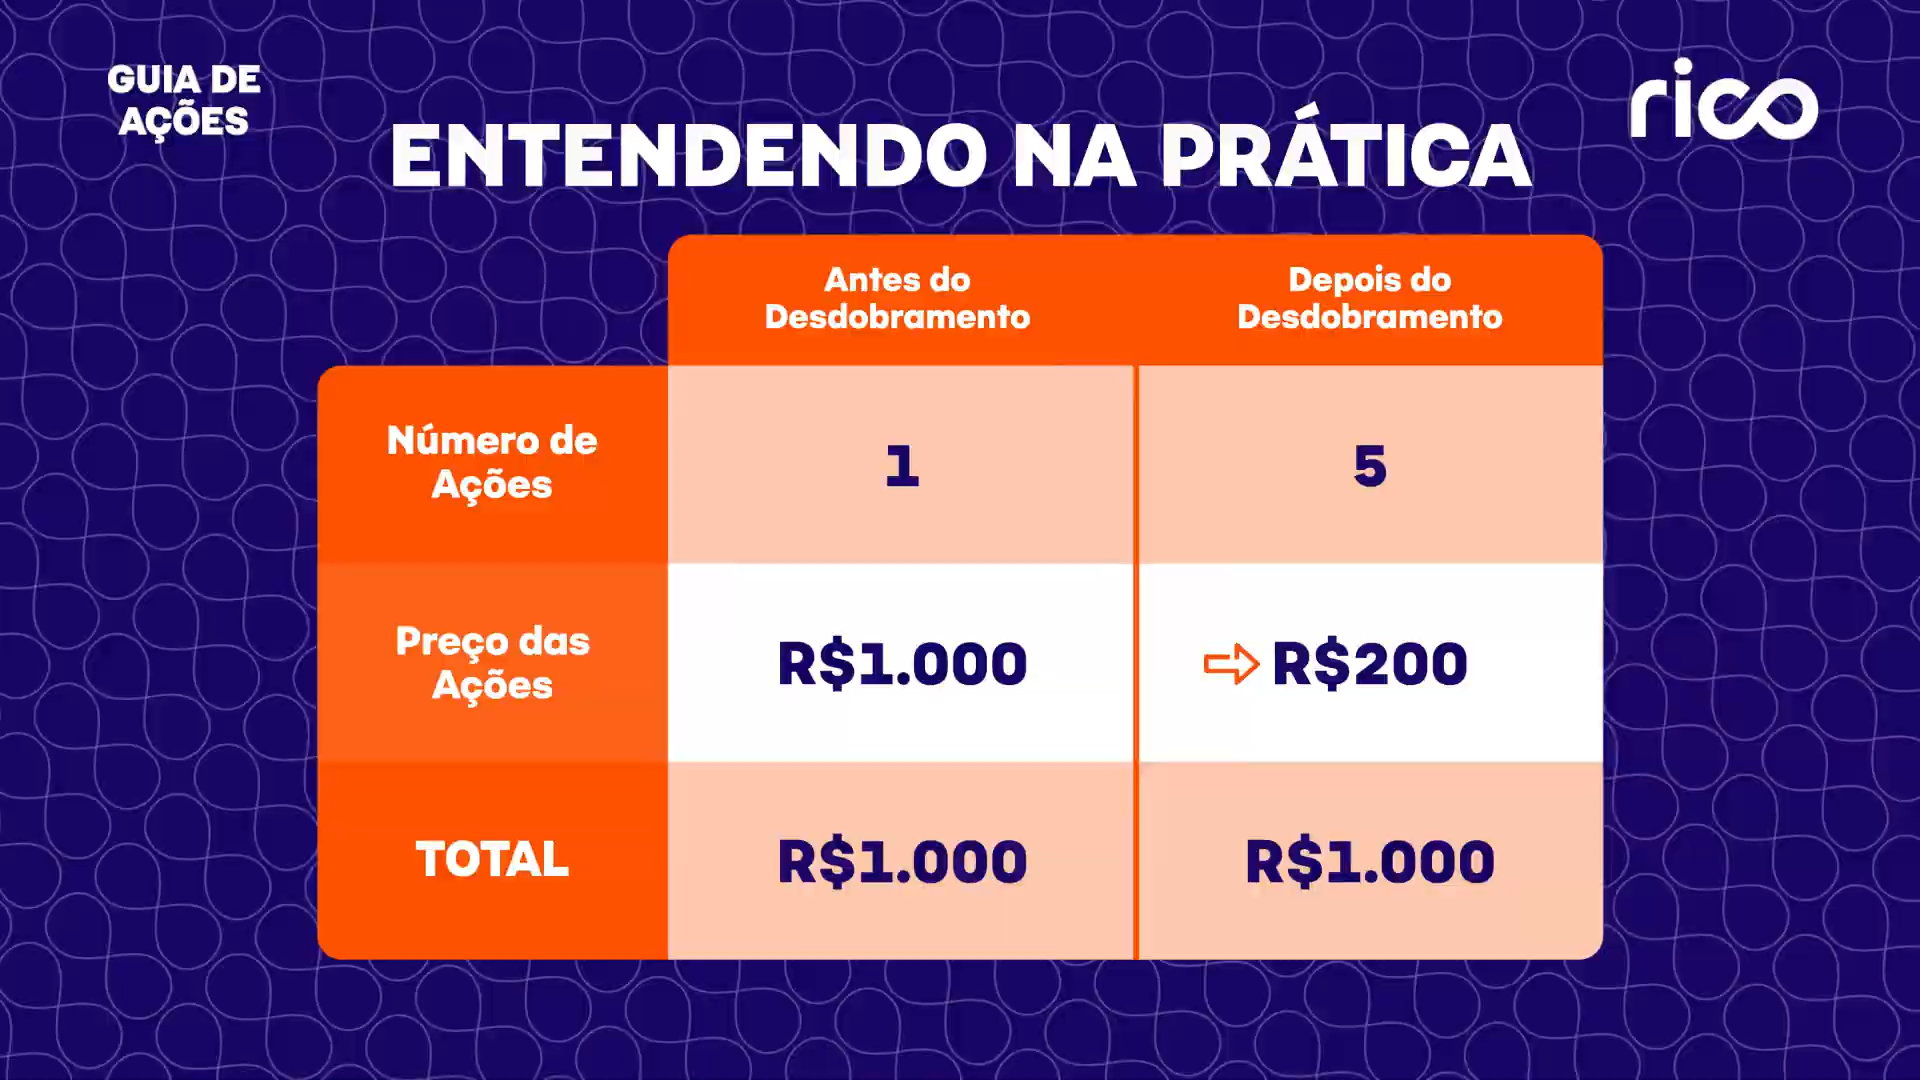 GUIA DE
AÇÕES
rico
ENTENDENDO NA PRÁTICA
Antes do
Desdobramento
Depois do
Desdobramento
Número de
Ações
1
5
Preço das
Ações
R$1.000
R$200
TOTAL
R$1.000
R$1.000